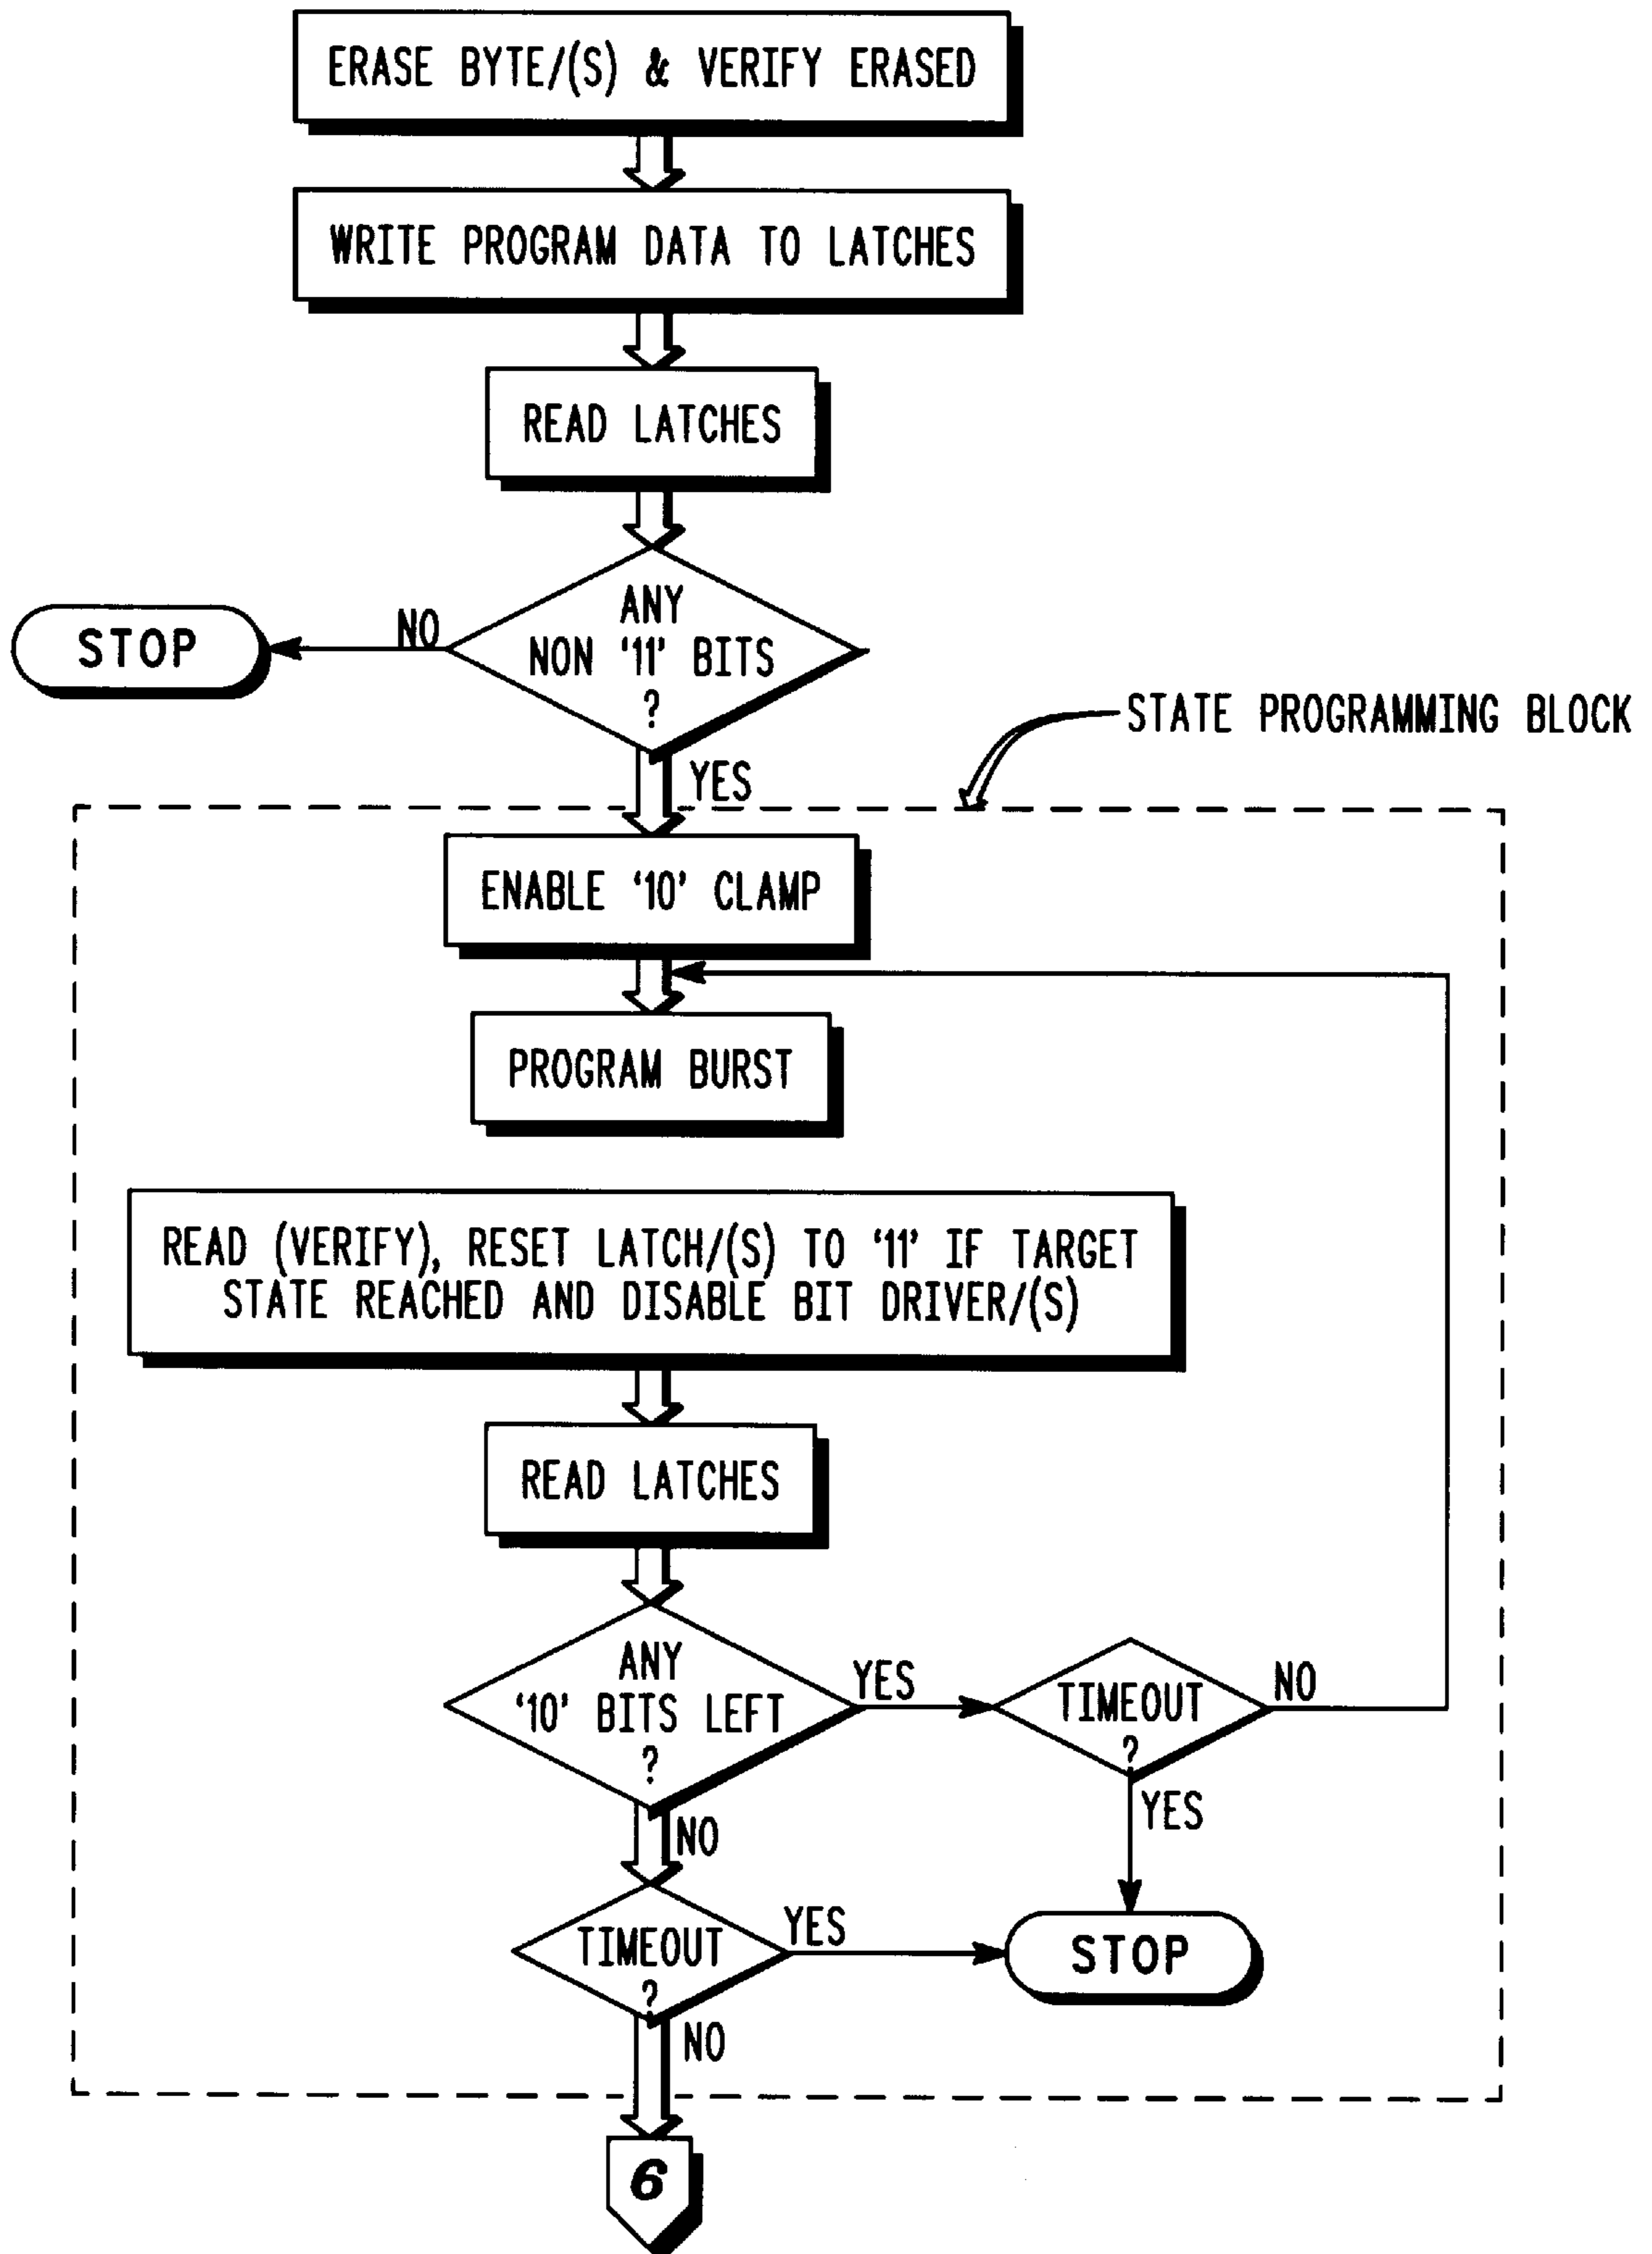 ERASE BYTE/(S) & VERIFY ERASED
WRITE PROGRAM DATA TO LATCHES
READ LATCHES
ANY
NON '11' BITS
?
NO
STOP
YES
STATE PROGRAMMING BLOCK
ENABLE '10' CLAMP
PROGRAM BURST
READ (VERIFY), RESET LATCH/(S) TO '11' IF TARGET
STATE REACHED AND DISABLE BIT DRIVER/(S)
READ LATCHES
ANY
'10' BITS LEFT
?
YES
TIMEOUT
?
NO
YES
NO
TIMEOUT
?
YES
STOP
NO
6